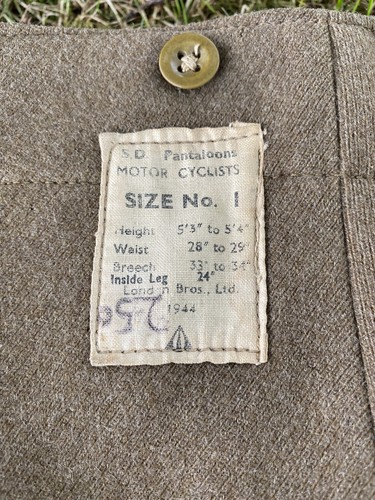 S.D. Pantaloons
MOTOR CYCLISTS
SIZE No. 1
Height 5'3" to 5'4"
Waist 28" to 29"
Breech 33" to 34"
Inside Leg 24"
Bros., Ltd.
1944